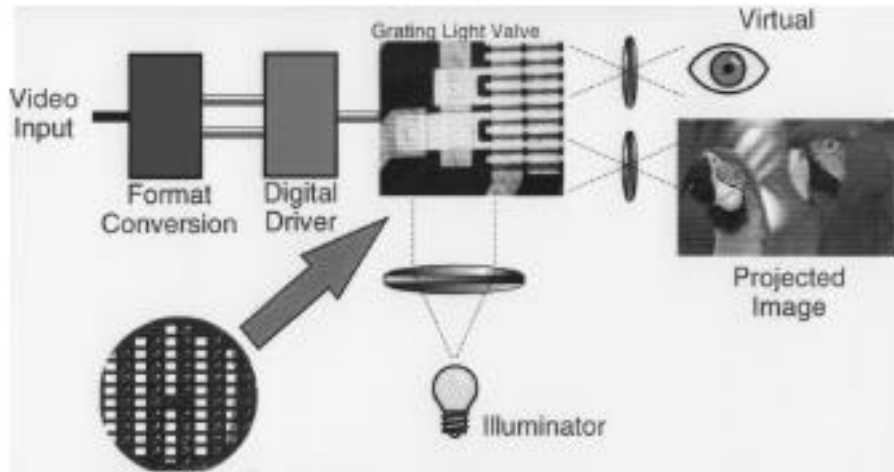 Grating Light Valve
Virtual
Video
Input
Format
Conversion
Digital
Driver
Projected
Image
Illuminator